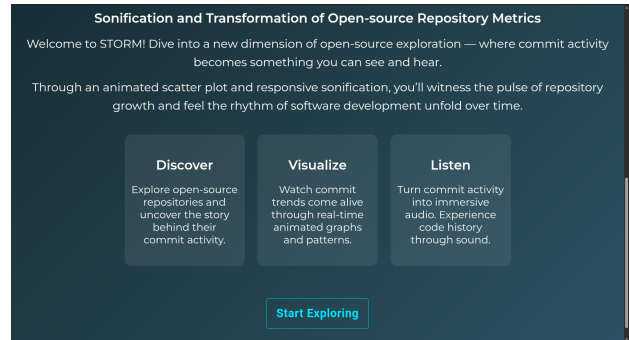 Sonification and Transformation of Open-source Repository Metrics
Welcome to STORM! Dive into a new dimension of open-source exploration — where commit activity
becomes something you can see and hear.
Through an animated scatter plot and responsive sonification, you'll witness the pulse of repository
growth and feel the rhythm of software development unfold over time.
Discover
Explore open-source
repositories and
uncover the story
behind their
commit activity.
Visualize
Watch commit
trends come alive
through real-time
animated graphs
and patterns.
Listen
Turn commit activity
into immersive
audio. Experience
code history
through sound.
Start Exploring